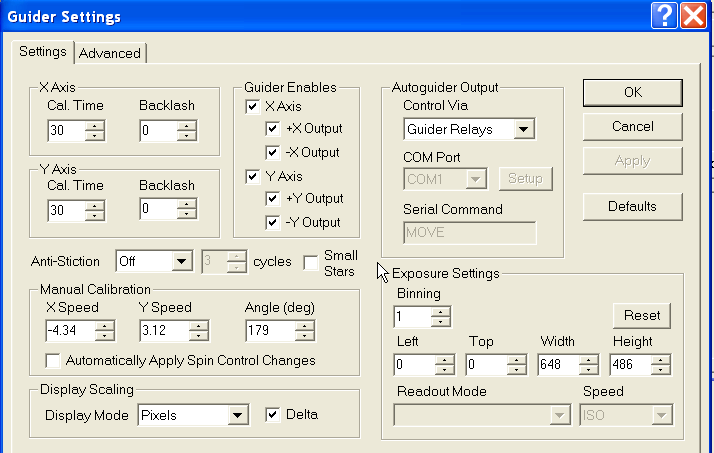 Guider Settings
Settings Advanced
X Axis
Cal. Time Backlash
30 0
Y Axis
Cal. Time Backlash
30 0
Guider Enables
X Axis
+X Output
-X Output
Y Axis
+Y Output
-Y Output
Autoguider Output
Control Via
Guider Relays
COM Port
COM1 Setup
Serial Command
MOVE
OK
Cancel
Apply
Defaults
Anti-Stiction Off 3 cycles Small
Stars
Manual Calibration
X Speed Y Speed Angle (deg)
-4.34 3.12 179
Automatically Apply Spin Control Changes
Display Scaling
Display Mode Pixels Delta
Exposure Settings
Binning
1 Reset
Left Top Width Height
0 0 648 486
Readout Mode Speed
ISO